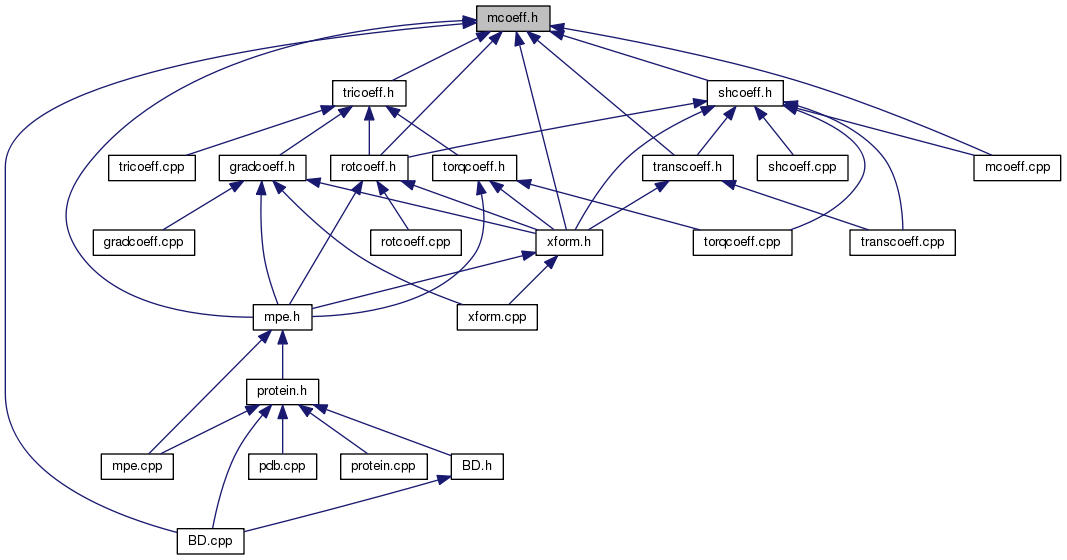 mcoeff.h
tricoeff.h
shcoeff.h
tricoeff.cpp
gradcoeff.h
rotcoeff.h
torqcoeff.h
transcoeff.h
shcoeff.cpp
mcoeff.cpp
gradcoeff.cpp
rotcoeff.cpp
xform.h
torqcoeff.cpp
transcoeff.cpp
mpe.h
xform.cpp
protein.h
mpe.cpp
pdb.cpp
protein.cpp
BD.h
BD.cpp